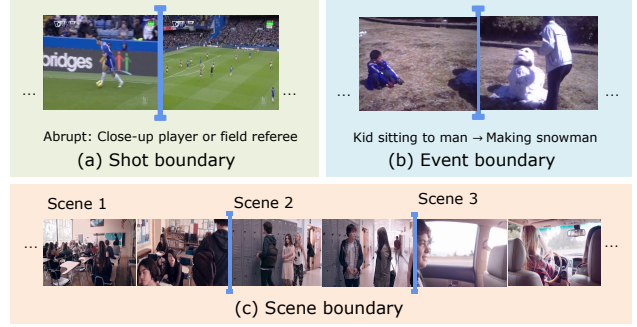 bridges
... ...
Abrupt: Close-up player or field referee
(a) Shot boundary
... ...
Kid sitting to man → Making snowman
(b) Event boundary
Scene 1 Scene 2 Scene 3
... ...
(c) Scene boundary